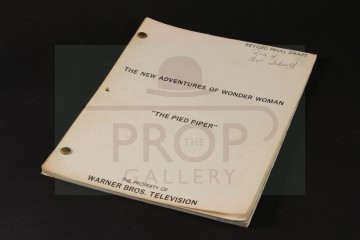 REVISED FINAL DRAFT
THE NEW ADVENTURES OF WONDER WOMAN
"THE PIED PIPER"
THE PROPERTY OF
WARNER BROS. TELEVISION
THE
PROP
GALLERY